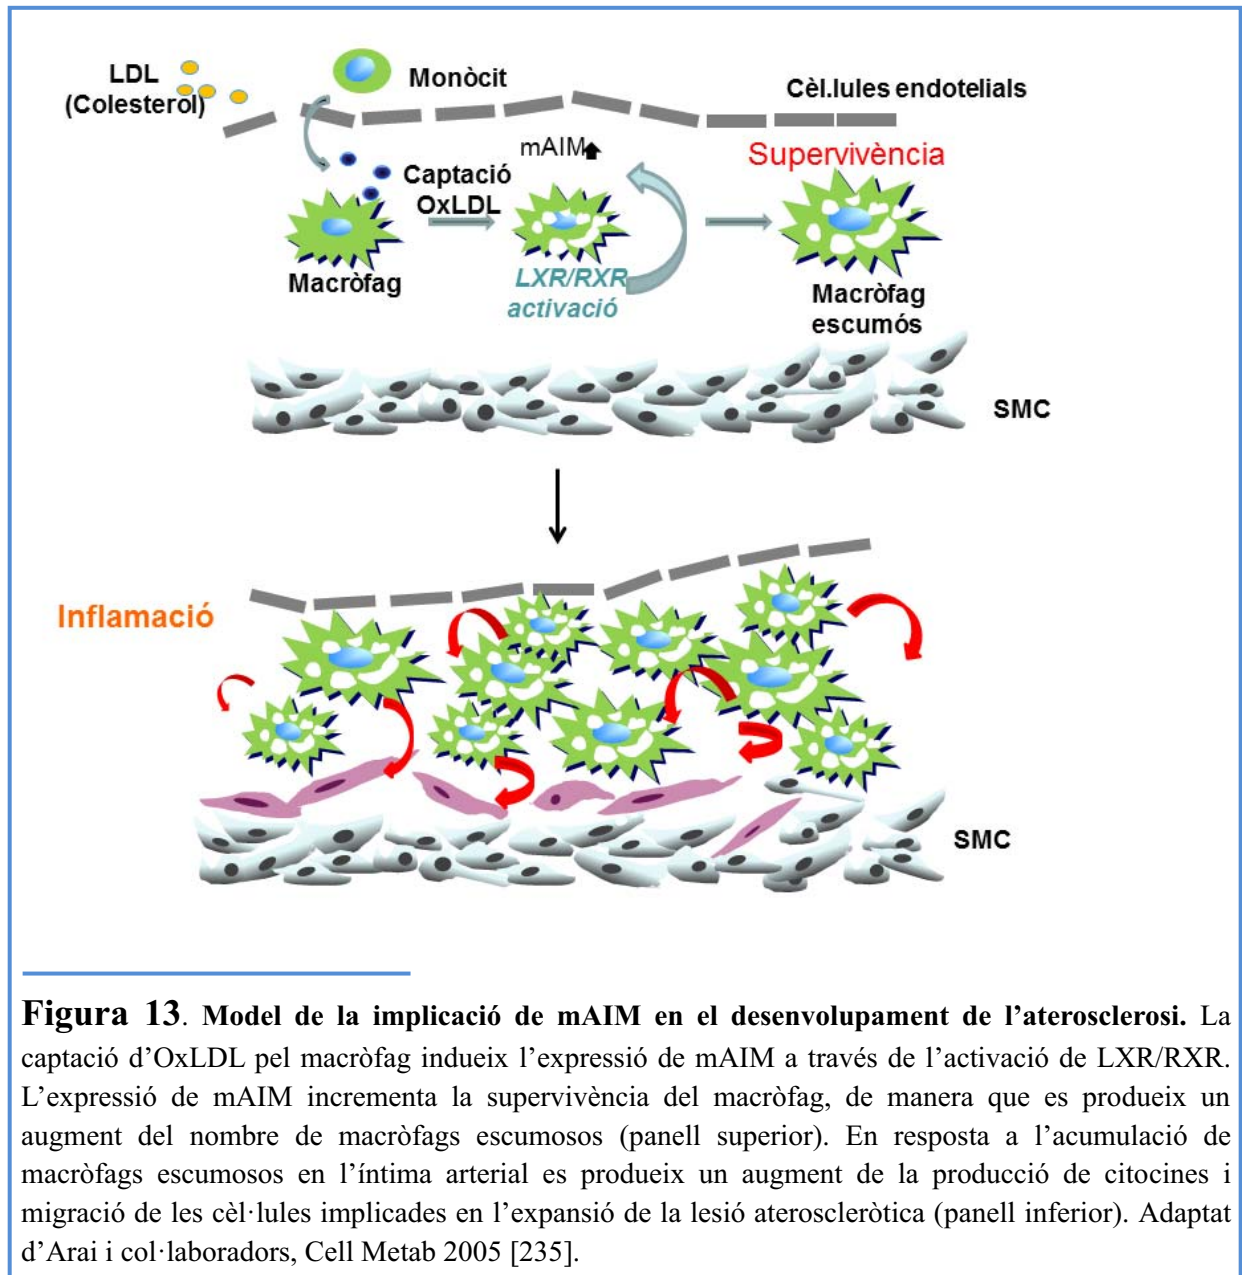 LDL
(Colesterol)
Monòcit
Cèl.lules endotelials
mAIM
Supervivència
Captació
OxLDL
Macròfag
LXR/RXR
activació
Macròfag
escumós
SMC
Inflamació
SMC
Figura 13. Model de la implicació de mAIM en el desenvolupament de l’aterosclerosi. La
captació d’OxLDL pel macròfag indueix l’expressió de mAIM a través de l’activació de LXR/RXR.
L’expressió de mAIM incrementa la supervivència del macròfag, de manera que es produeix un
augment del nombre de macròfags escumosos (panell superior). En resposta a l’acumulació de
macròfags escumosos en l’íntima arterial es produeix un augment de la producció de citocines i
migració de les cèl·lules implicades en l’expansió de la lesió ateroscleròtica (panell inferior). Adaptat
d’Arai i col·laboradors, Cell Metab 2005 [235].